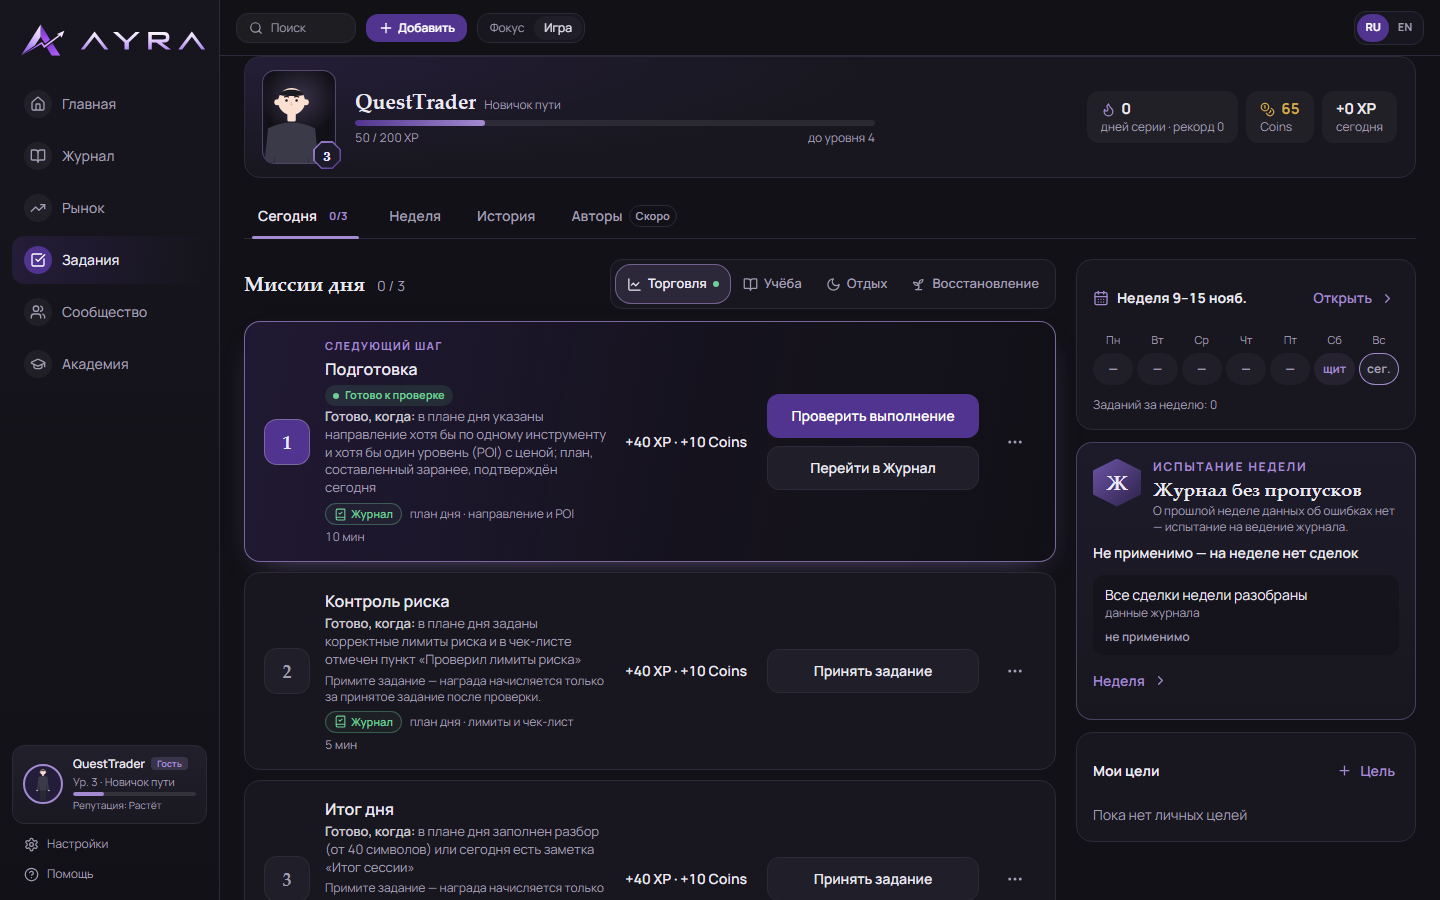 AYRA
Поиск
Добавить
Фокус
Игра
RU
EN
Главная
Журнал
Рынок
Задания
Сообщество
Академия
QuestTrader Гость
Ур. 3 · Новичок пути
Репутация: Растёт
Настройки
Помощь
3
QuestTrader Новичок пути
50 / 200 XP
до уровня 4
0
дней серии · рекорд 0
65
Coins
+0 XP
сегодня
Сегодня 0/3
Неделя
История
Авторы Скоро
Миссии дня 0 / 3
Торговля
Учёба
Отдых
Восстановление
1
СЛЕДУЮЩИЙ ШАГ
Подготовка
Готово к проверке
Готово, когда: в плане дня указаны
направление хотя бы по одному инструменту
и хотя бы один уровень (POI) с ценой; план,
составленный заранее, подтверждён
сегодня
Журнал план дня · направление и POI
10 мин
+40 XP · +10 Coins
Проверить выполнение
Перейти в Журнал
2
Контроль риска
Готово, когда: в плане дня заданы
корректные лимиты риска и в чек-листе
отмечен пункт «Проверил лимиты риска»
Примите задание — награда начисляется только
за принятое задание после проверки.
Журнал план дня · лимиты и чек-лист
5 мин
+40 XP · +10 Coins
Принять задание
3
Итог дня
Готово, когда: в плане дня заполнен разбор
(от 40 символов) или сегодня есть заметка
«Итог сессии»
Примите задание — награда начисляется только
+40 XP · +10 Coins
Принять задание
Неделя 9–15 нояб.
Открыть
Пн Вт Ср Чт Пт Сб Вс
– – – – – щит сег.
Заданий за неделю: 0
Ж
ИСПЫТАНИЕ НЕДЕЛИ
Журнал без пропусков
О прошлой неделе данных об ошибках нет
— испытание на ведение журнала.
Не применимо — на неделе нет сделок
Все сделки недели разобраны
данные журнала
не применимо
Неделя
Мои цели
Цель
Пока нет личных целей